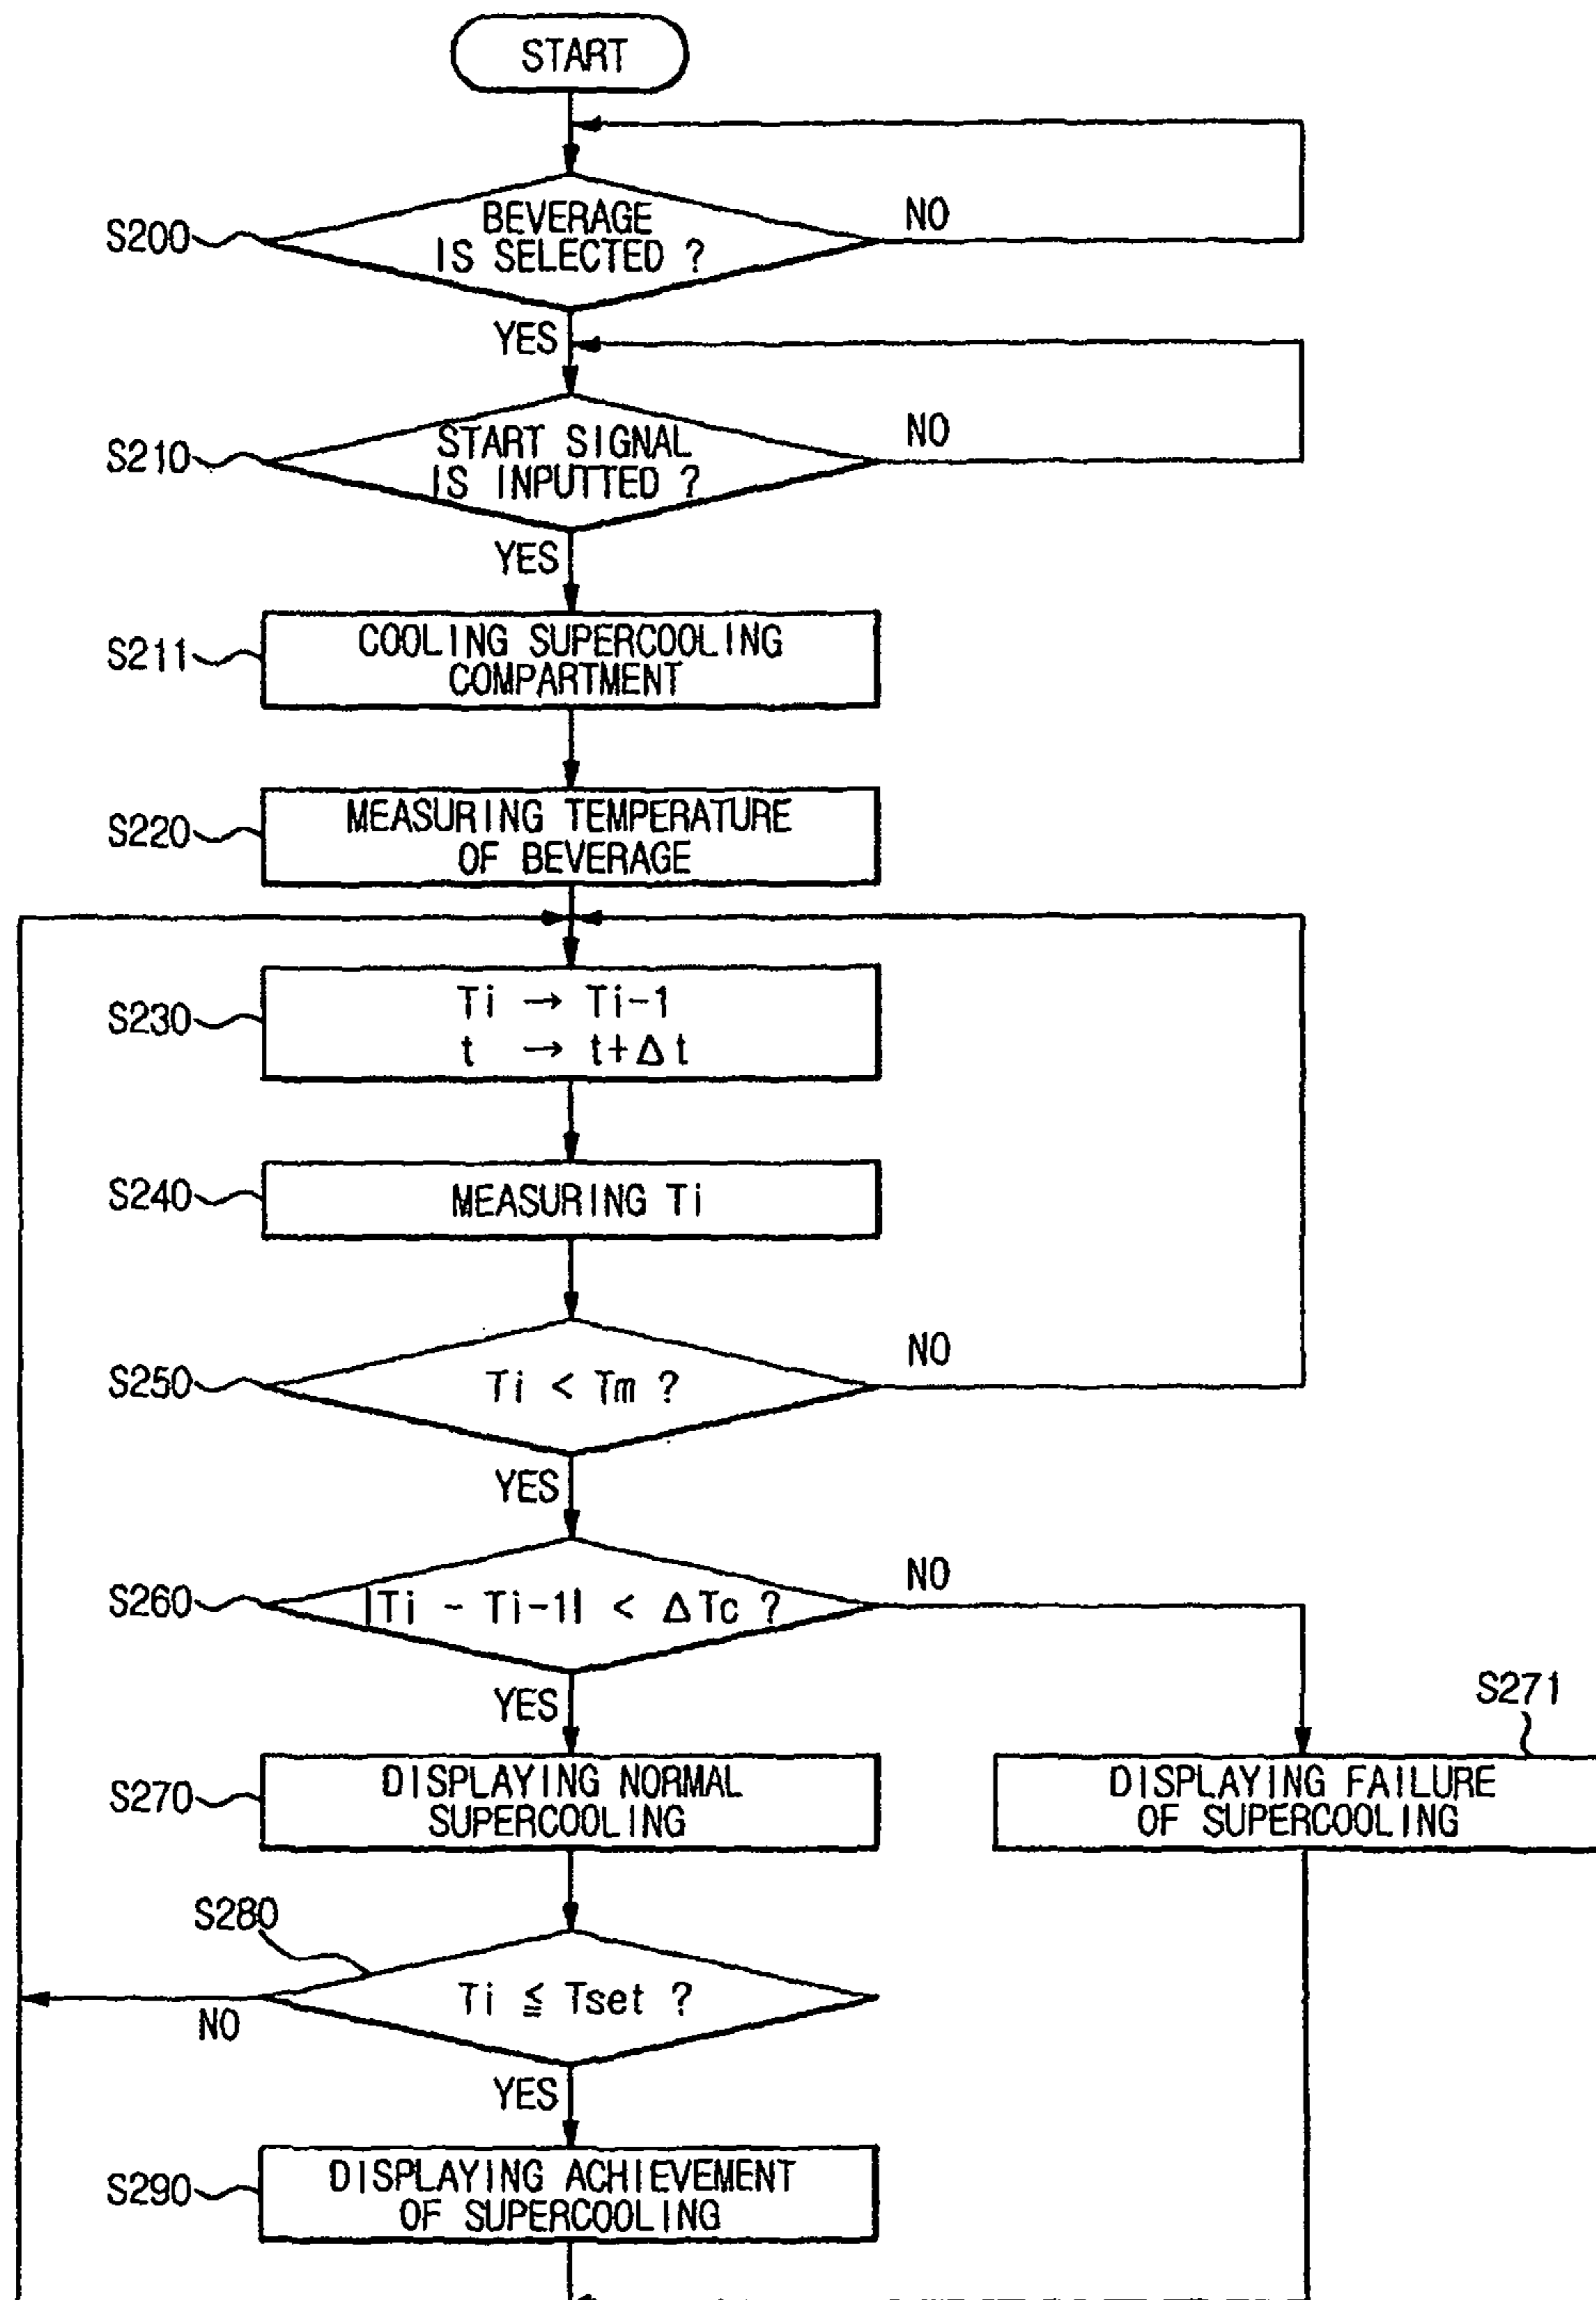 START
BEVERAGE
IS SELECTED ?
NO
S200
YES
START SIGNAL
IS INPUTTED ?
NO
S210
YES
COOLING SUPERCOOLING
COMPARTMENT
S211
MEASURING TEMPERATURE
OF BEVERAGE
S220
Ti → Ti-1
t → t+Δt
S230
MEASURING Ti
S240
Ti < Tm ?
NO
S250
YES
|Ti - Ti-1| < ΔTc ?
NO
S260
YES
S271
DISPLAYING NORMAL
SUPERCOOLING
S270
DISPLAYING FAILURE
OF SUPERCOOLING
S280
Ti ≦ Tset ?
NO
YES
DISPLAYING ACHIEVEMENT
OF SUPERCOOLING
S290